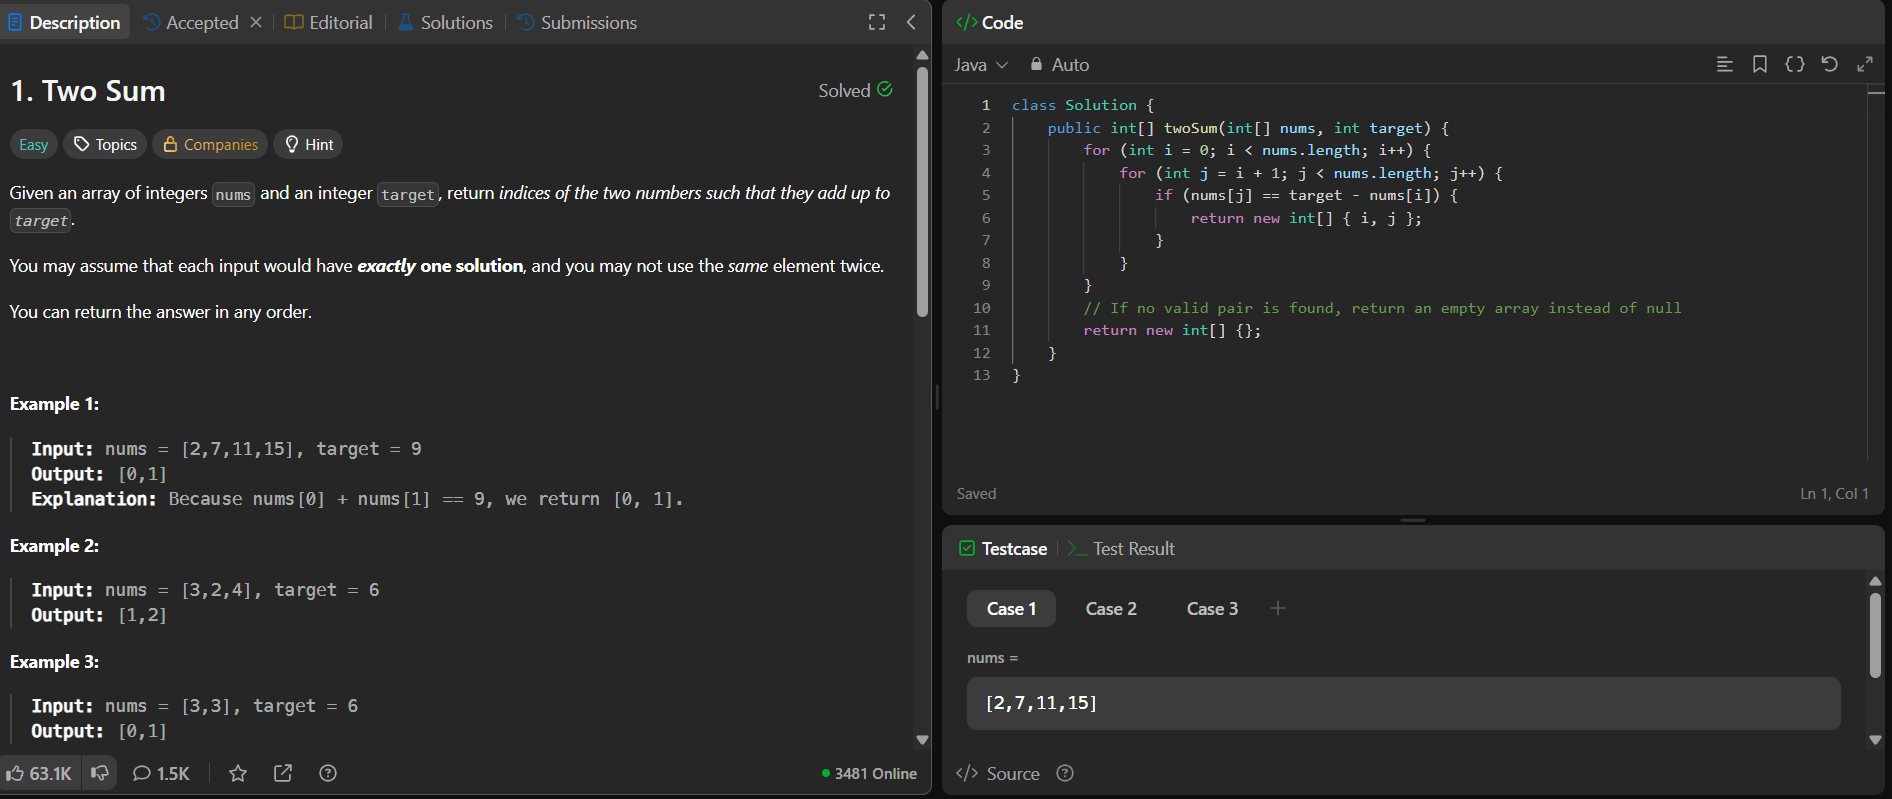 Description
Accepted
Editorial
Solutions
Submissions
1. Two Sum
Solved
Easy
Topics
Companies
Hint
Given an array of integers nums and an integer target, return indices of the two numbers such that they add up to
target.
You may assume that each input would have exactly one solution, and you may not use the same element twice.
You can return the answer in any order.
Example 1:
Input: nums = [2,7,11,15], target = 9
Output: [0,1]
Explanation: Because nums[0] + nums[1] == 9, we return [0, 1].
Example 2:
Input: nums = [3,2,4], target = 6
Output: [1,2]
Example 3:
Input: nums = [3,3], target = 6
Output: [0,1]
63.1K
1.5K
3481 Online
</> Code
Java
Auto
1 class Solution {
2     public int[] twoSum(int[] nums, int target) {
3         for (int i = 0; i < nums.length; i++) {
4             for (int j = i + 1; j < nums.length; j++) {
5                 if (nums[j] == target - nums[i]) {
6                     return new int[] { i, j };
7                 }
8             }
9         }
10         // If no valid pair is found, return an empty array instead of null
11         return new int[] {};
12     }
13 }
Saved
Ln 1, Col 1
Testcase
Test Result
Case 1
Case 2
Case 3
+
nums =
[2,7,11,15]
</> Source